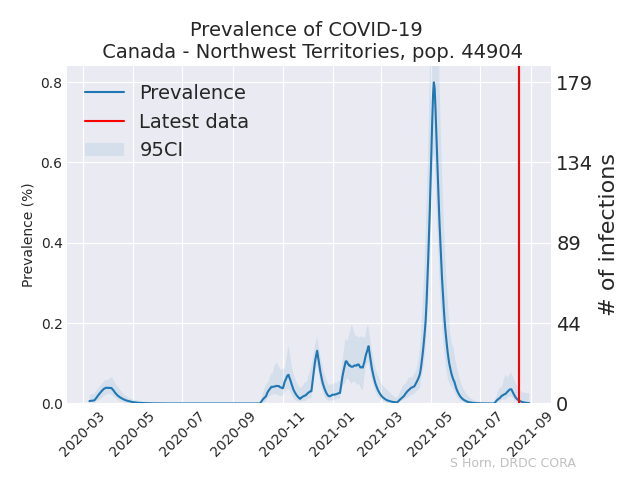 Prevalence of COVID-19
Canada - Northwest Territories, pop. 44904
Prevalence
Latest data
95CI
0.8
0.6
0.4
0.2
0.0
Prevalence (%)
179
134
89
44
0
# of infections
2020-03
2020-05
2020-07
2020-09
2020-11
2021-01
2021-03
2021-05
2021-07
2021-09
S Horn, DRDC CORA